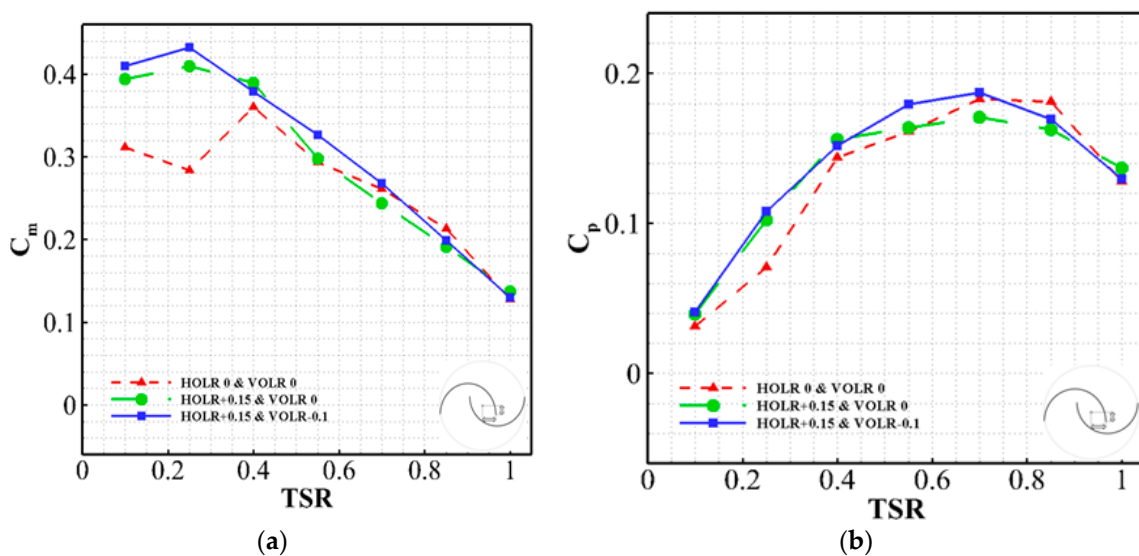 0.4
0.3
0.2
0.1
0
C_m
HOLR 0 & VOLR 0
HOLR+0.15 & VOLR 0
HOLR+0.15 & VOLR-0.1
0 0.2 0.4 0.6 0.8 1
TSR
(a)
0.2
0.1
0
C_p
HOLR 0 & VOLR 0
HOLR+0.15 & VOLR 0
HOLR+0.15 & VOLR-0.1
0 0.2 0.4 0.6 0.8 1
TSR
(b)